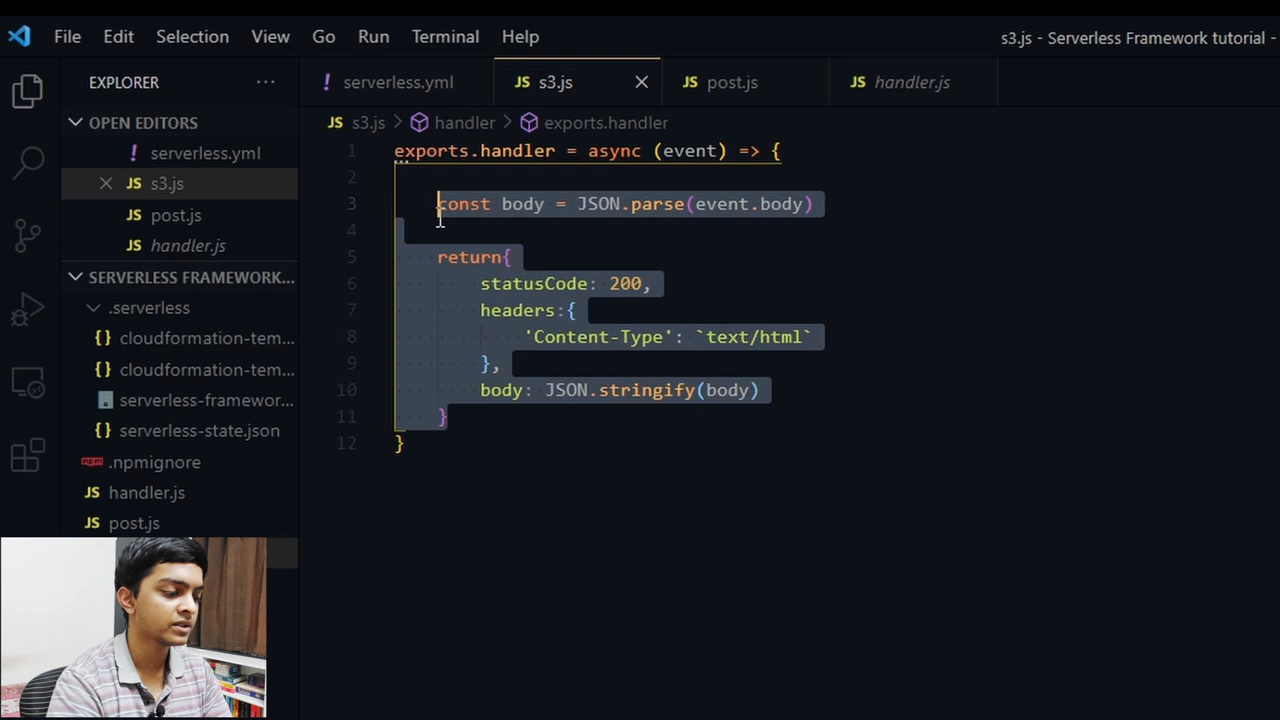 File Edit Selection View Go Run Terminal Help
s3.js - Serverless Framework tutorial -
EXPLORER
OPEN EDITORS
! serverless.yml
JS s3.js
JS post.js
JS handler.js
SERVERLESS FRAMEWORK...
.serverless
{} cloudformation-tem...
{} cloudformation-tem...
serverless-framewor...
{} serverless-state.json
npm .npmignore
JS handler.js
JS post.js
! serverless.yml
JS s3.js
JS post.js
JS handler.js
JS s3.js > handler > exports.handler
1 exports.handler = async (event) => {
2
3 const body = JSON.parse(event.body)
4
5 return{
6 statusCode: 200,
7 headers:{
8 'Content-Type': `text/html`
9 },
10 body: JSON.stringify(body)
11 }
12 }